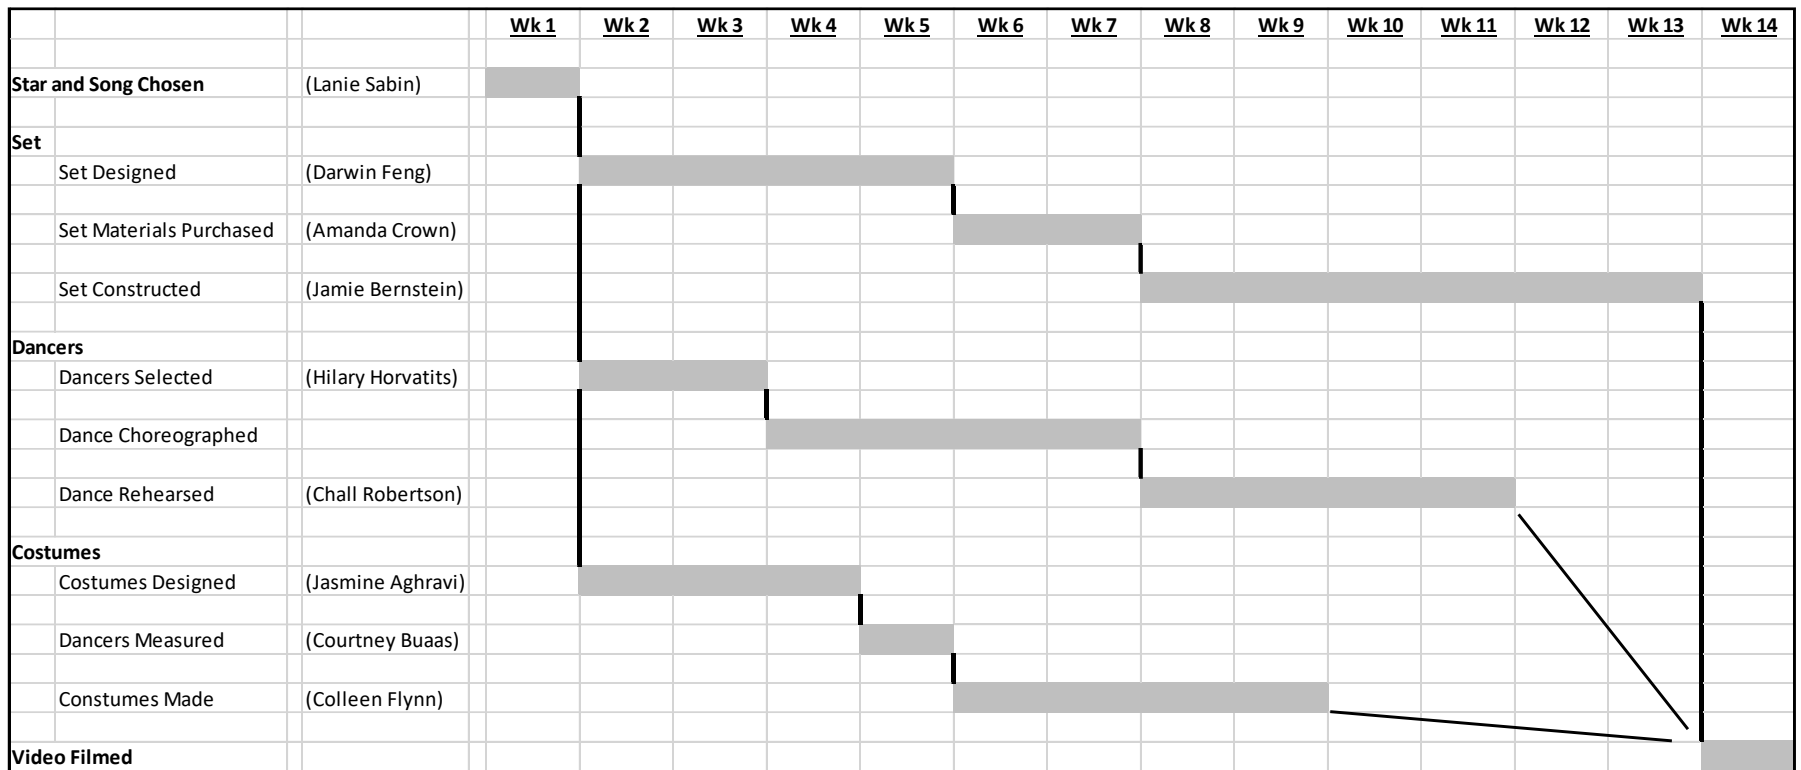 Wk 1 Wk 2 Wk 3 Wk 4 Wk 5 Wk 6 Wk 7 Wk 8 Wk 9 Wk 10 Wk 11 Wk 12 Wk 13 Wk 14
Star and Song Chosen (Lanie Sabin)
Set
Set Designed (Darwin Feng)
Set Materials Purchased (Amanda Crown)
Set Constructed (Jamie Bernstein)
Dancers
Dancers Selected (Hilary Horvatits)
Dance Choreographed
Dance Rehearsed (Chall Robertson)
Costumes
Costumes Designed (Jasmine Aghravi)
Dancers Measured (Courtney Buaas)
Constumes Made (Colleen Flynn)
Video Filmed